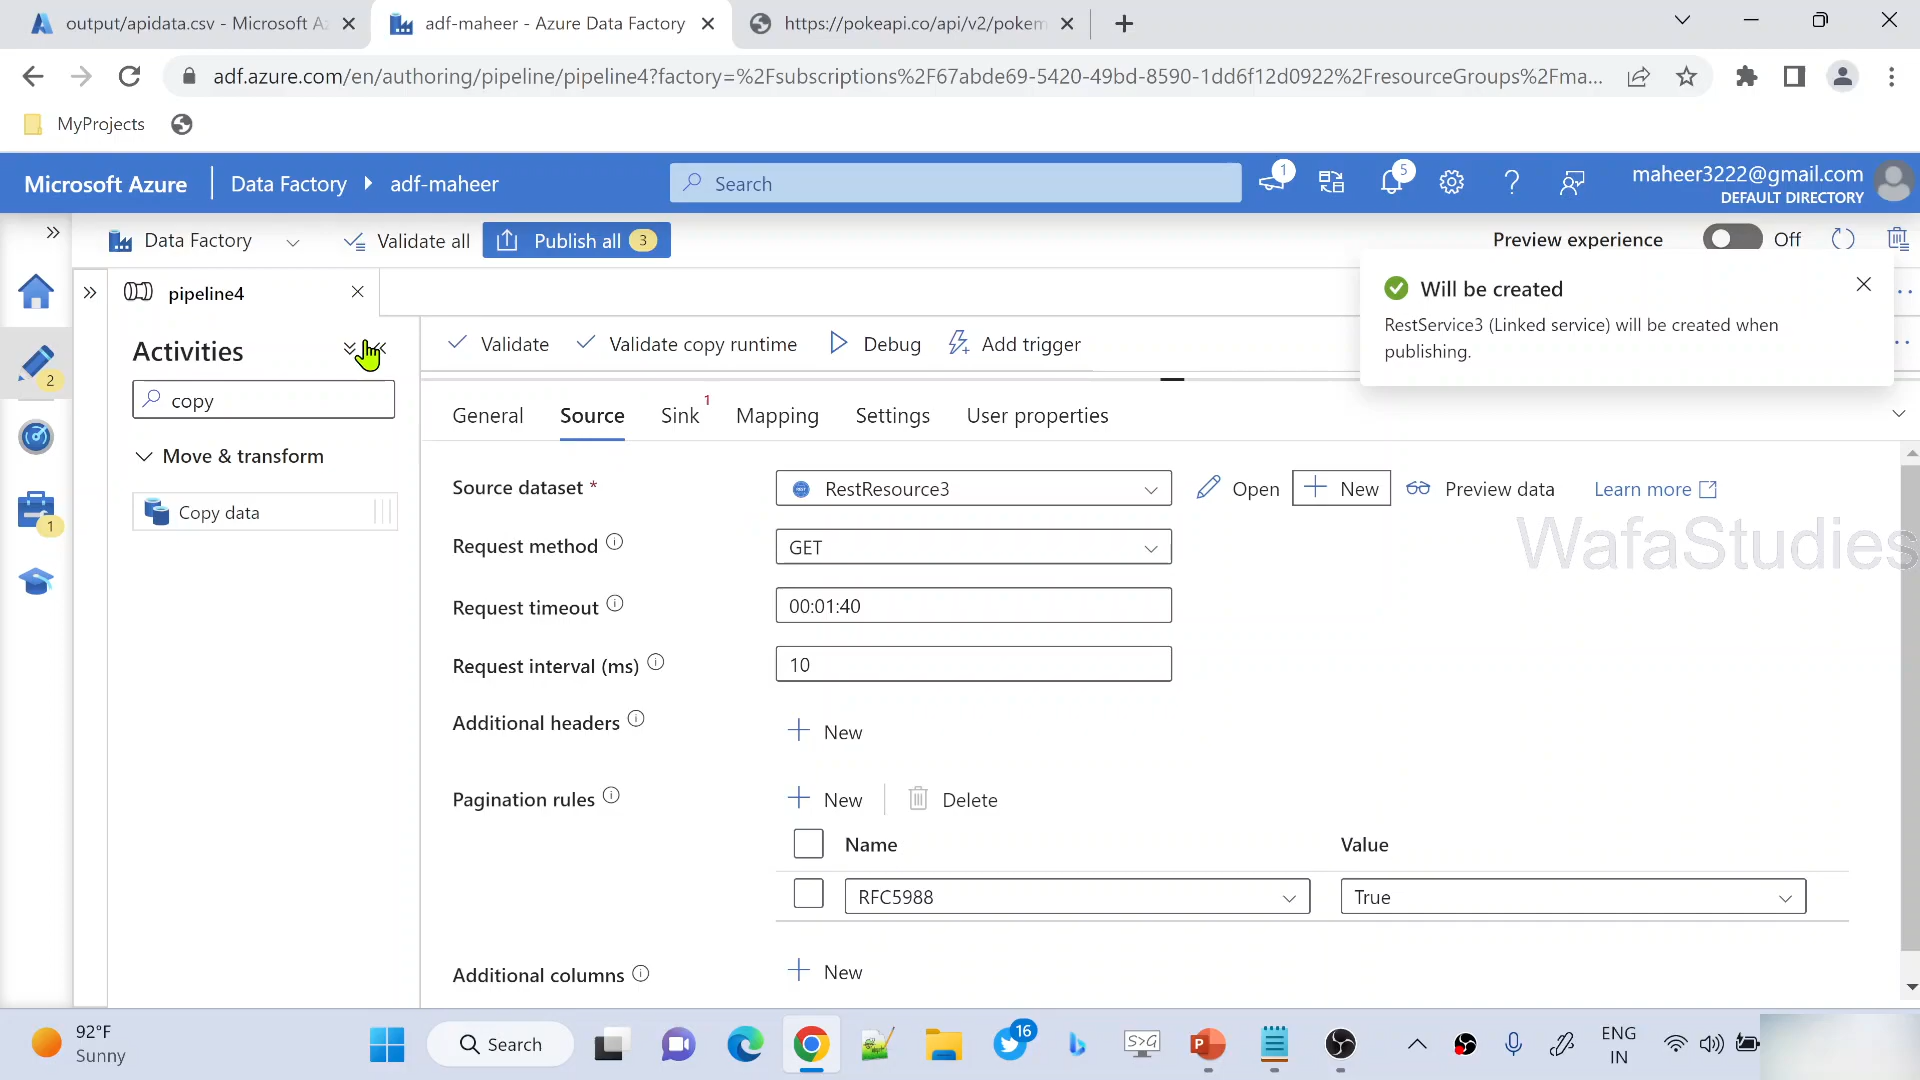 output/apidata.csv - Microsoft Az
adf-maheer - Azure Data Factory
https://pokeapi.co/api/v2/pokem
adf.azure.com/en/authoring/pipeline/pipeline4?factory=%2Fsubscriptions%2F67abde69-5420-49bd-8590-1dd6f12d0922%2FresourceGroups%2Fma...
MyProjects
Microsoft Azure
Data Factory
adf-maheer
Search
1
5
maheer3222@gmail.com
DEFAULT DIRECTORY
Data Factory
Validate all
Publish all 3
Preview experience
Off
pipeline4
Will be created
RestService3 (Linked service) will be created when
publishing.
Activities
Validate
Validate copy runtime
Debug
Add trigger
2
copy
General
Source
Sink 1
Mapping
Settings
User properties
Move & transform
Source dataset *
RestResource3
Open
New
Preview data
Learn more
Copy data
1
WafaStudies
Request method
GET
Request timeout
00:01:40
Request interval (ms)
10
Additional headers
New
Pagination rules
New
Delete
Name
Value
RFC5988
True
Additional columns
New
92°F
Sunny
Search
16
S>G
P
ENG
IN